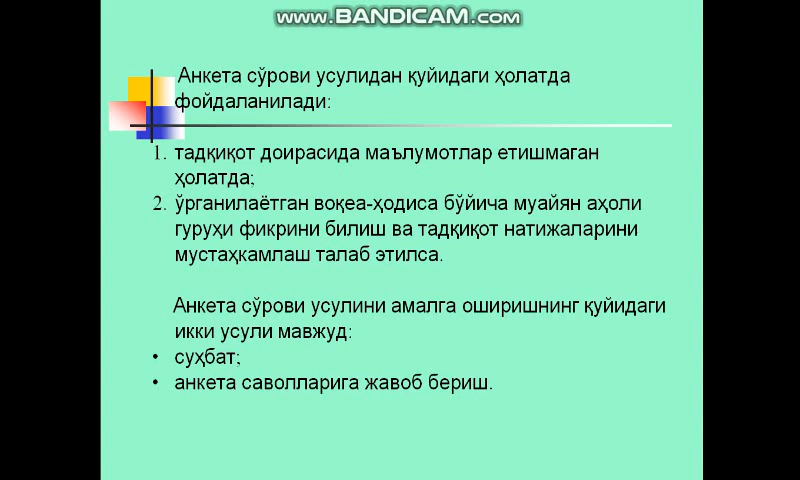 www.BANDICAM.com
Анкета сўрови усулидан қуйидаги ҳолатда
фойдаланилади:
1. тадқиқот доирасида маълумотлар етишмаган
ҳолатда;
2. ўрганилаётган воқеа-ҳодиса бўйича муайян аҳоли
гуруҳи фикрини билиш ва тадқиқот натижаларини
мустаҳкамлаш талаб этилса.
Анкета сўрови усулини амалга оширишнинг қуйидаги
икки усули мавжуд:
• суҳбат;
• анкета саволларига жавоб бериш.